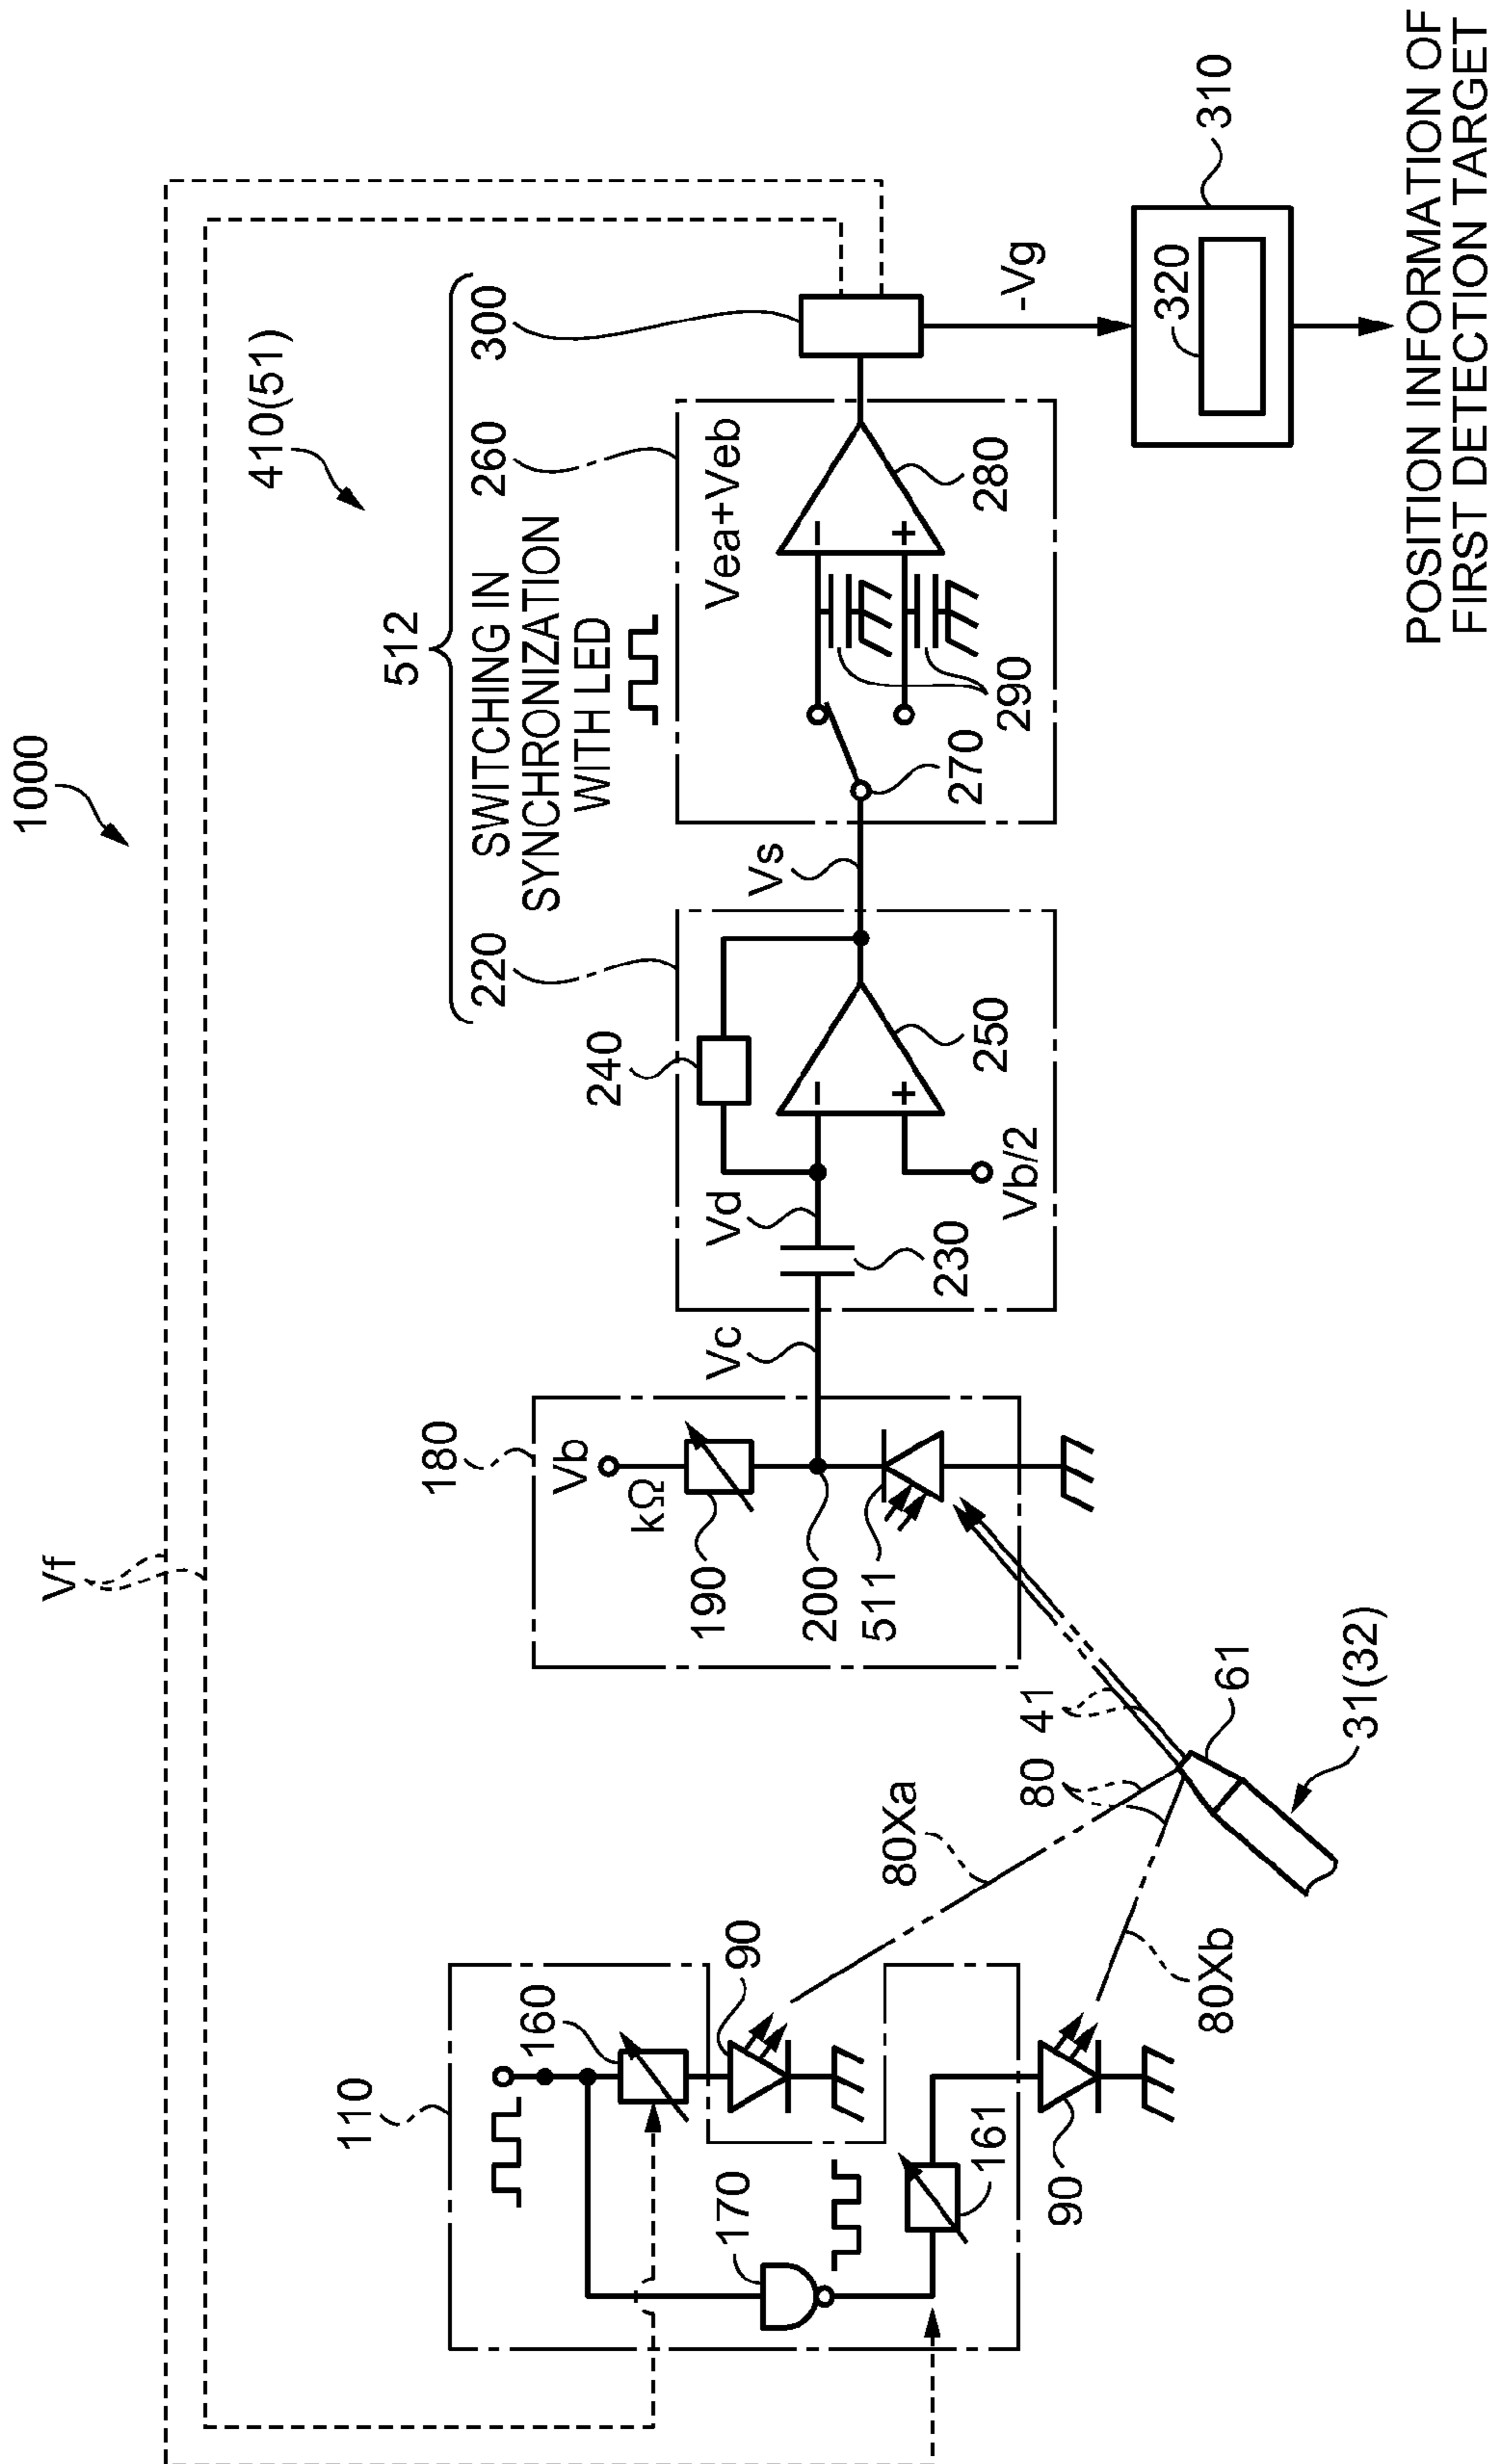 1000
Vf
410(51)
512
220
SWITCHING IN
SYNCHRONIZATION
WITH LED
260
300
110
160
90
170
161
90
80Xa
80Xb
80
41
61
31(32)
180
Vb
kΩ
190
200
511
Vc
Vd
230
240
−
+
250
Vb/2
Vs
Vea+Veb
270
290
−
+
280
-Vg
320
310
POSITION INFORMATION OF
FIRST DETECTION TARGET